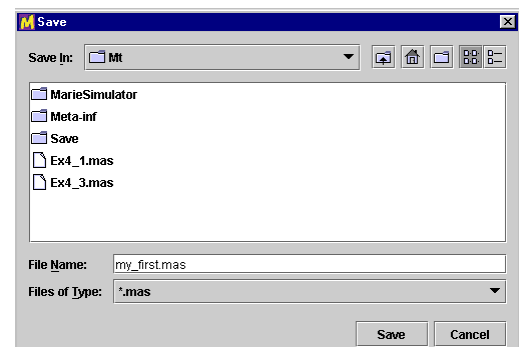 Save
Save In: Mt
MarieSimulator
Meta-inf
Save
Ex4_1.mas
Ex4_3.mas
File Name: my_first.mas
Files of Type: *.mas
Save Cancel